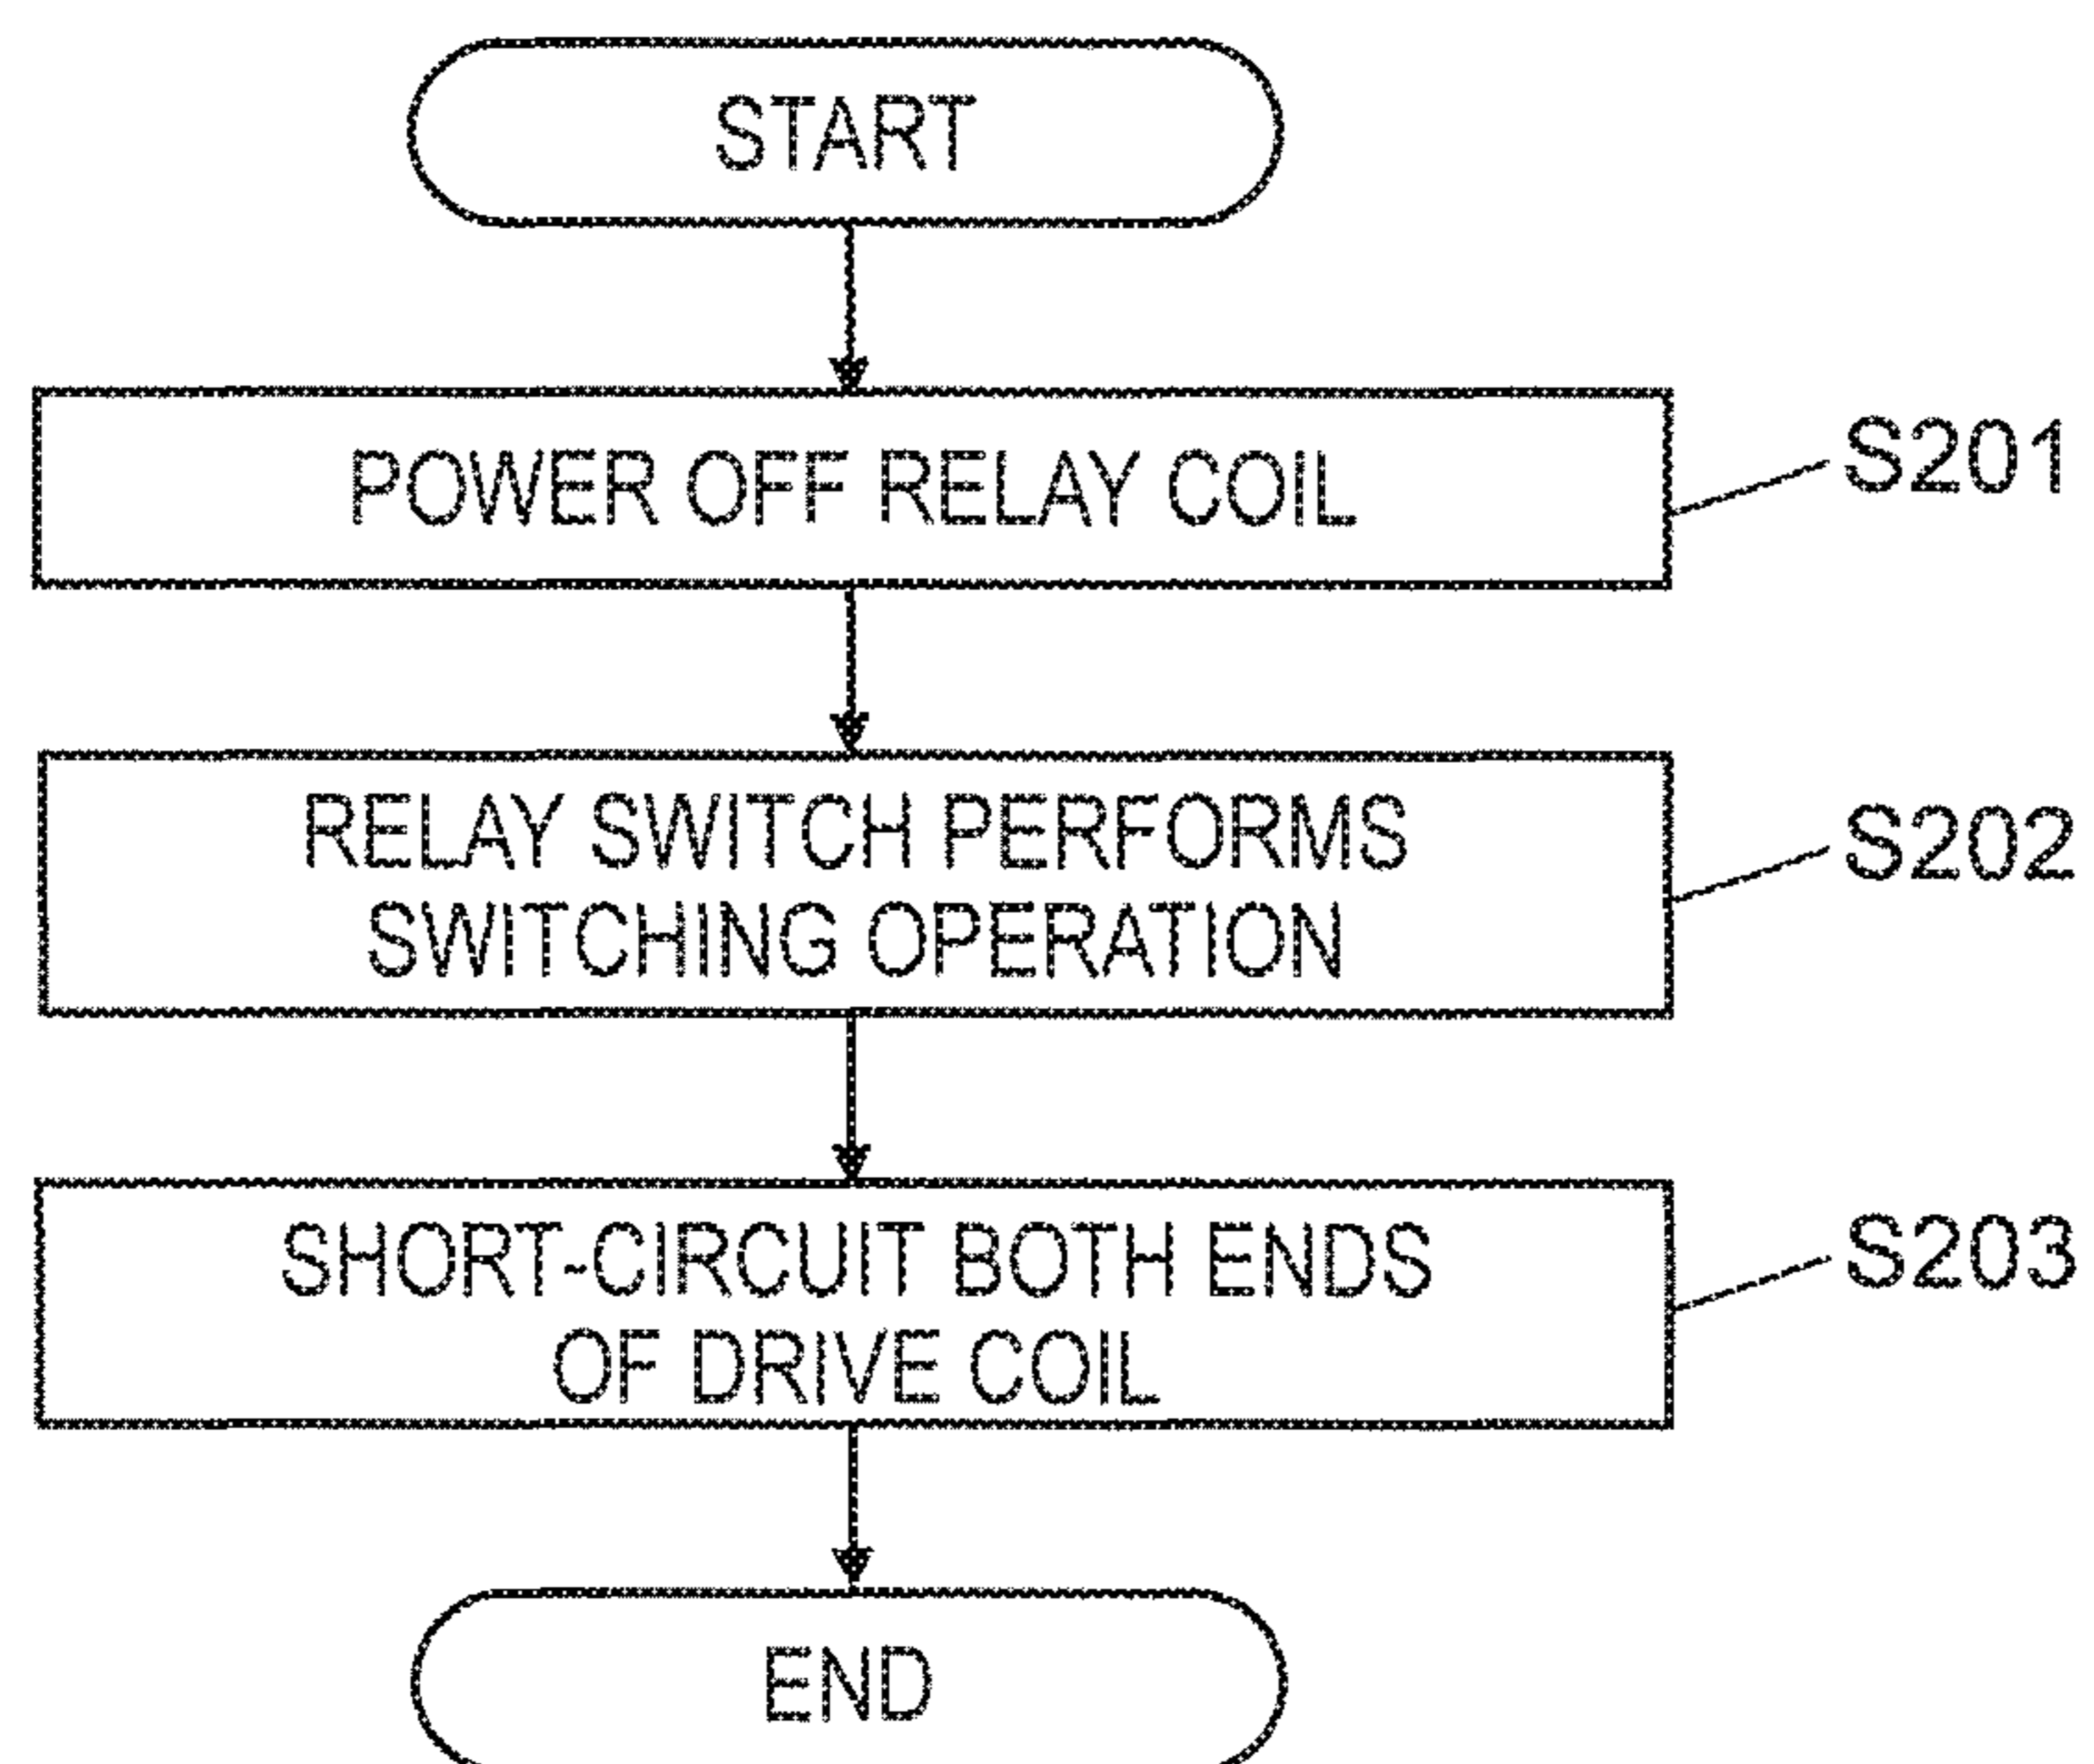 START
POWER OFF RELAY COIL
S201
RELAY SWITCH PERFORMS
SWITCHING OPERATION
S202
SHORT-CIRCUIT BOTH ENDS
OF DRIVE COIL
S203
END